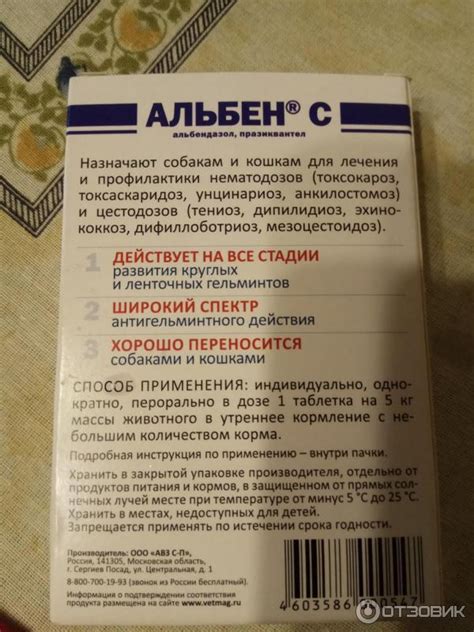 АЛЬБЕН® С
альбендазол, празиквантел
Назначают собакам и кошкам для лечения
и профилактики нематодозов (токсокароз,
токсаскаридоз, унцинариоз, анкилостомоз)
и цестодозов (тениоз, дипилидиоз, эхино-
коккоз, дифиллоботриоз, мезоцестоидоз).
1 ДЕЙСТВУЕТ НА ВСЕ СТАДИИ
развития круглых
и ленточных гельминтов
2 ШИРОКИЙ СПЕКТР
антигельминтного действия
3 ХОРОШО ПЕРЕНОСИТСЯ
собаками и кошками
СПОСОБ ПРИМЕНЕНИЯ: индивидуально, одно-
кратно, перорально в дозе 1 таблетка на 5 кг
массы животного в утреннее кормление с не-
большим количеством корма.
Подробная инструкция по применению – внутри пачки.
Хранить в закрытой упаковке производителя, отдельно от
продуктов питания и кормов, в защищенном от прямых сол-
нечных лучей месте при температуре от минус 5 °С до 25 °С.
Хранить в местах, недоступных для детей.
Запрещается применять по истечении срока годности.
Производитель: ООО «АВЗ С-П»
Россия, 141305, Московская область,
г. Сергиев Посад, ул. Центральная, д. 1
8-800-700-19-93 (звонок из России бесплатный).
Информация о подтверждении соответствия
продукта размещена на сайте www.vetmag.ru
4603586
ОТЗОВИК